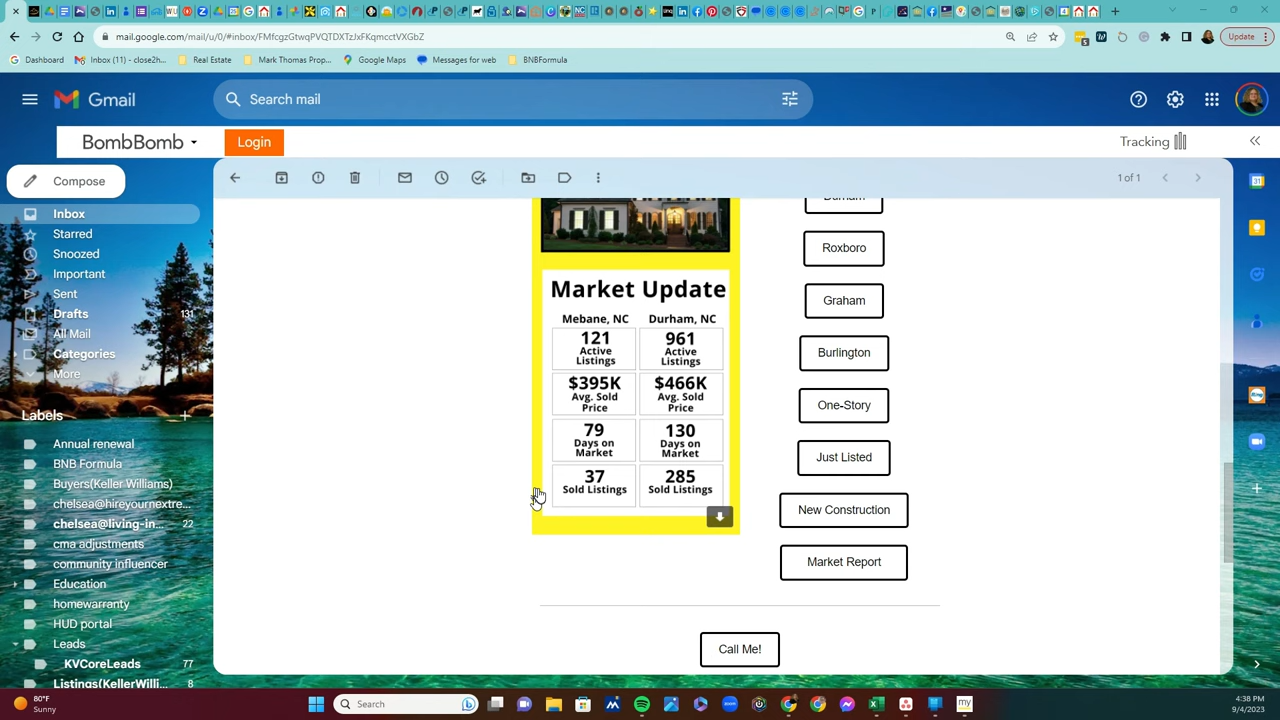 mail.google.com/mail/u/0/#inbox/FMfcgzGtwqPVQTDXTzJxFKqmcctVXGbZ
5
Update
Dashboard
Inbox (11) - close2h...
Real Estate
Mark Thomas Prop...
Google Maps
Messages for web
BNBFormula
Gmail
Search mail
BombBomb
Login
Tracking
Compose
1 of 1
Inbox
Starred
Snoozed
Important
Sent
Drafts 131
All Mail
Categories
More
Labels
Annual renewal
BNB Formula
Buyers(Keller Williams)
chelsea@hireyournextre...
chelsea@living-in... 22
cma adjustments
community influencer
Education
homewarranty
HUD portal
Leads
KVCoreLeads 77
Listings(KellerWilli... 8
Market Update
Mebane, NC Durham, NC
121 961
Active Active
Listings Listings
$395K $466K
Avg. Sold Avg. Sold
Price Price
79 130
Days on Days on
Market Market
37 285
Sold Listings Sold Listings
Durham
Roxboro
Graham
Burlington
One-Story
Just Listed
New Construction
Market Report
Call Me!
80°F
Sunny
Search
4:38 PM
9/4/2023